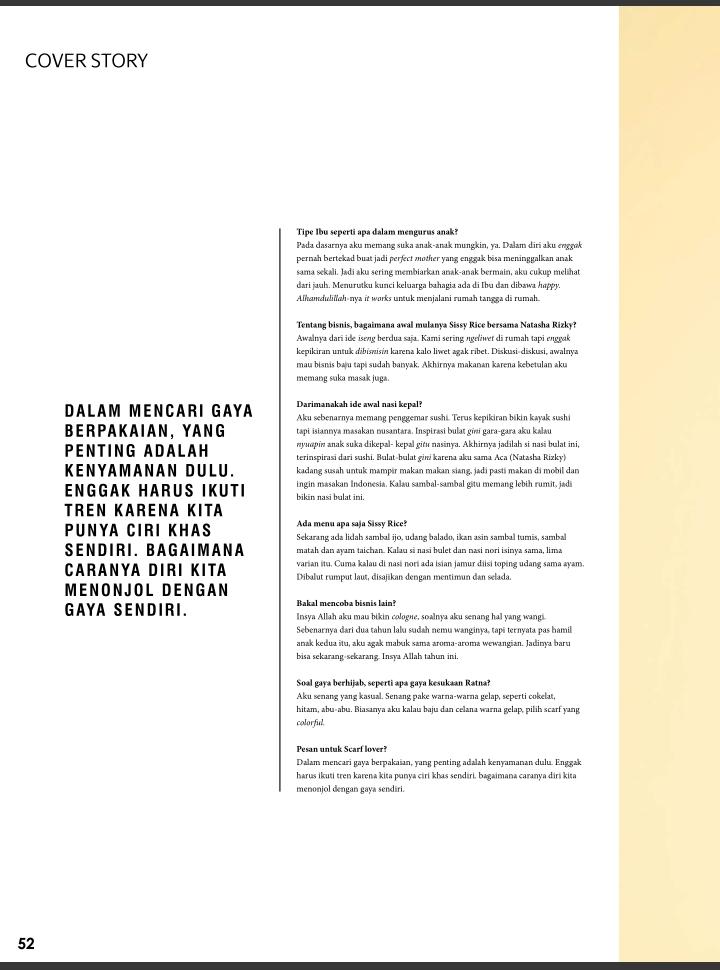 COVER STORY
DALAM MENCARI GAYA
BERPAKAIAN, YANG
PENTING ADALAH
KENYAMANAN DULU.
ENGGAK HARUS IKUTI
TREN KARENA KITA
PUNYA CIRI KHAS
SENDIRI. BAGAIMANA
CARANYA DIRI KITA
MENONJOL DENGAN
GAYA SENDIRI.
Tipe Ibu seperti apa dalam mengurus anak?
Pada dasarnya aku memang suka anak-anak mungkin, ya. Dalam diri aku enggak
pernah bertekad buat jadi perfect mother yang enggak bisa meninggalkan anak
sama sekali. Jadi aku sering membiarkan anak-anak bermain, aku cukup melihat
dari jauh. Menurutku kunci keluarga bahagia ada di Ibu dan dibawa happy.
Alhamdulillah-nya it works untuk menjalani rumah tangga di rumah.
Tentang bisnis, bagaimana awal mulanya Sissy Rice bersama Natasha Rizky?
Awalnya dari ide iseng berdua saja. Kami sering ngeliwet di rumah tapi enggak
kepikiran untuk dibisnisin karena kalo liwet agak ribet. Diskusi-diskusi, awalnya
mau bisnis baju tapi sudah banyak. Akhirnya makanan karena kebetulan aku
memang suka masak juga.
Darimanakah ide awal nasi kepal?
Aku sebenarnya memang penggemar sushi. Terus kepikiran bikin kayak sushi
tapi isiannya masakan nusantara. Inspirasi bulat gini gara-gara aku kalau
nyuapin anak suka dikepal- kepal gitu nasinya. Akhirnya jadilah si nasi bulat ini,
terinspirasi dari sushi. Bulat-bulat gini karena aku sama Aca (Natasha Rizky)
kadang susah untuk mampir makan makan siang, jadi pasti makan di mobil dan
ingin masakan Indonesia. Kalau sambal-sambal gitu memang lebih rumit, jadi
bikin nasi bulat ini.
Ada menu apa saja Sissy Rice?
Sekarang ada lidah sambal ijo, udang balado, ikan asin sambal tumis, sambal
matah dan ayam taichan. Kalau si nasi bulet dan nasi nori isinya sama, lima
varian itu. Cuma kalau di nasi nori ada isian jamur diisi toping udang sama ayam.
Dibalut rumput laut, disajikan dengan mentimun dan selada.
Bakal mencoba bisnis lain?
Insya Allah aku mau bikin cologne, soalnya aku senang hal yang wangi.
Sebenarnya dari dua tahun lalu sudah nemu wanginya, tapi ternyata pas hamil
anak kedua itu, aku agak mabuk sama aroma-aroma wewangian. Jadinya baru
bisa sekarang-sekarang. Insya Allah tahun ini.
Soal gaya berhijab, seperti apa gaya kesukaan Ratna?
Aku senang yang kasual. Senang pake warna-warna gelap, seperti cokelat,
hitam, abu-abu. Biasanya aku kalau baju dan celana warna gelap, pilih scarf yang
colorful.
Pesan untuk Scarf lover?
Dalam mencari gaya berpakaian, yang penting adalah kenyamanan dulu. Enggak
harus ikuti tren karena kita punya ciri khas sendiri. bagaimana caranya diri kita
menonjol dengan gaya sendiri.
52